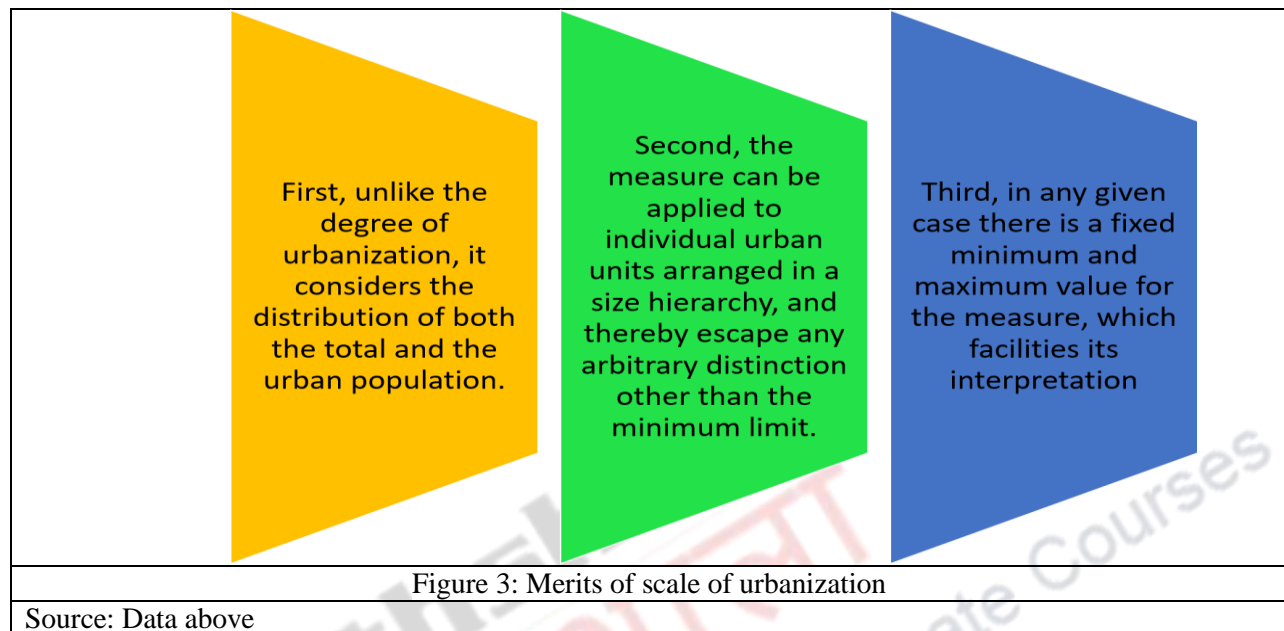 First, unlike the
degree of
urbanization, it
considers the
distribution of both
the total and the
urban population.
Second, the
measure can be
applied to
individual urban
units arranged in a
size hierarchy, and
thereby escape any
arbitrary distinction
other than the
minimum limit.
Third, in any given
case there is a fixed
minimum and
maximum value for
the measure, which
facilities its
interpretation
Figure 3: Merits of scale of urbanization
Source: Data above
Courses